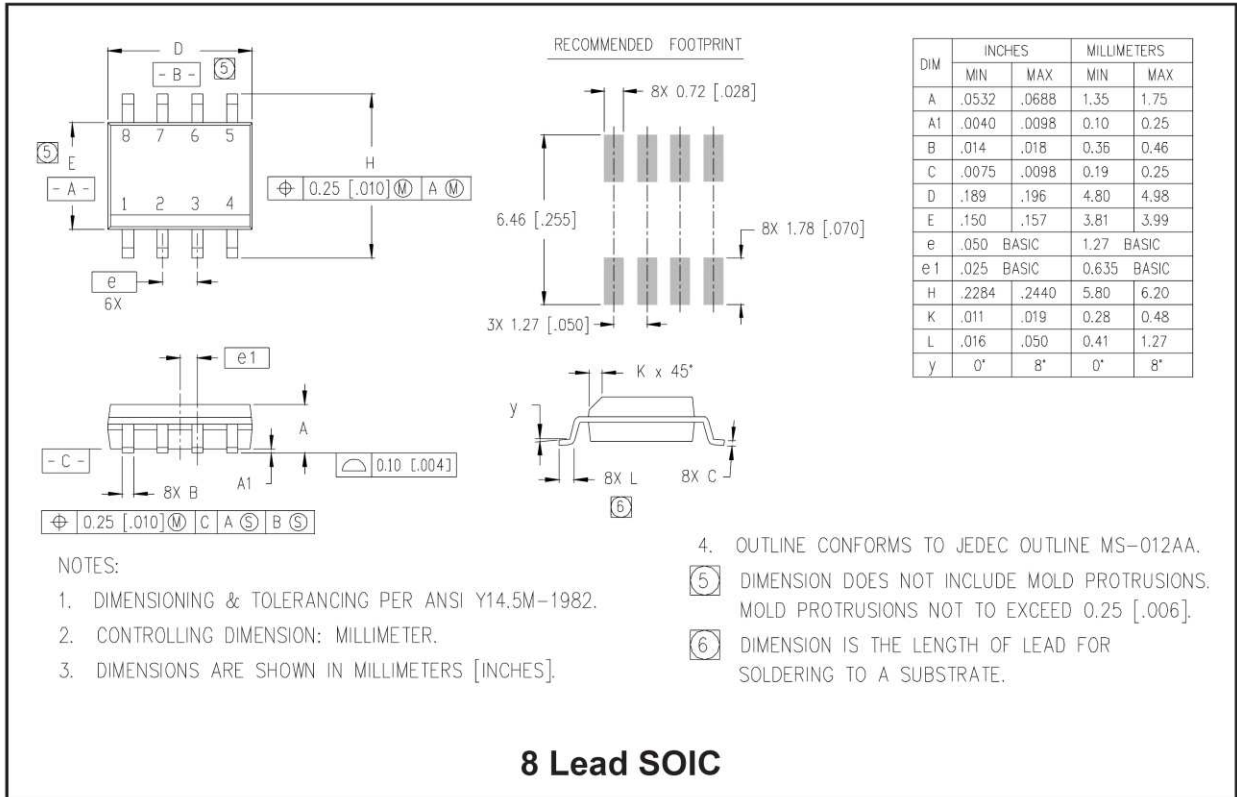 D
- B -
5
8 7 6 5
5
E
- A -
H
⌖ 0.25 [.010] Ⓜ A Ⓜ
1 2 3 4
e
6X
RECOMMENDED FOOTPRINT
8X 0.72 [.028]
6.46 [.255]
8X 1.78 [.070]
3X 1.27 [.050]
DIM INCHES MILLIMETERS
MIN MAX MIN MAX
A .0532 .0688 1.35 1.75
A1 .0040 .0098 0.10 0.25
B .014 .018 0.36 0.46
C .0075 .0098 0.19 0.25
D .189 .196 4.80 4.98
E .150 .157 3.81 3.99
e .050 BASIC 1.27 BASIC
e1 .025 BASIC 0.635 BASIC
H .2284 .2440 5.80 6.20
K .011 .019 0.28 0.48
L .016 .050 0.41 1.27
y 0° 8° 0° 8°
e1
A
- C -
8X B
A1
⌓ 0.10 [.004]
⌖ 0.25 [.010] Ⓜ C A Ⓢ B Ⓢ
K x 45°
y
8X L
8X C
6
NOTES:
1. DIMENSIONING & TOLERANCING PER ANSI Y14.5M-1982.
2. CONTROLLING DIMENSION: MILLIMETER.
3. DIMENSIONS ARE SHOWN IN MILLIMETERS [INCHES].
4. OUTLINE CONFORMS TO JEDEC OUTLINE MS-012AA.
5 DIMENSION DOES NOT INCLUDE MOLD PROTRUSIONS.
MOLD PROTRUSIONS NOT TO EXCEED 0.25 [.006].
6 DIMENSION IS THE LENGTH OF LEAD FOR
SOLDERING TO A SUBSTRATE.
8 Lead SOIC